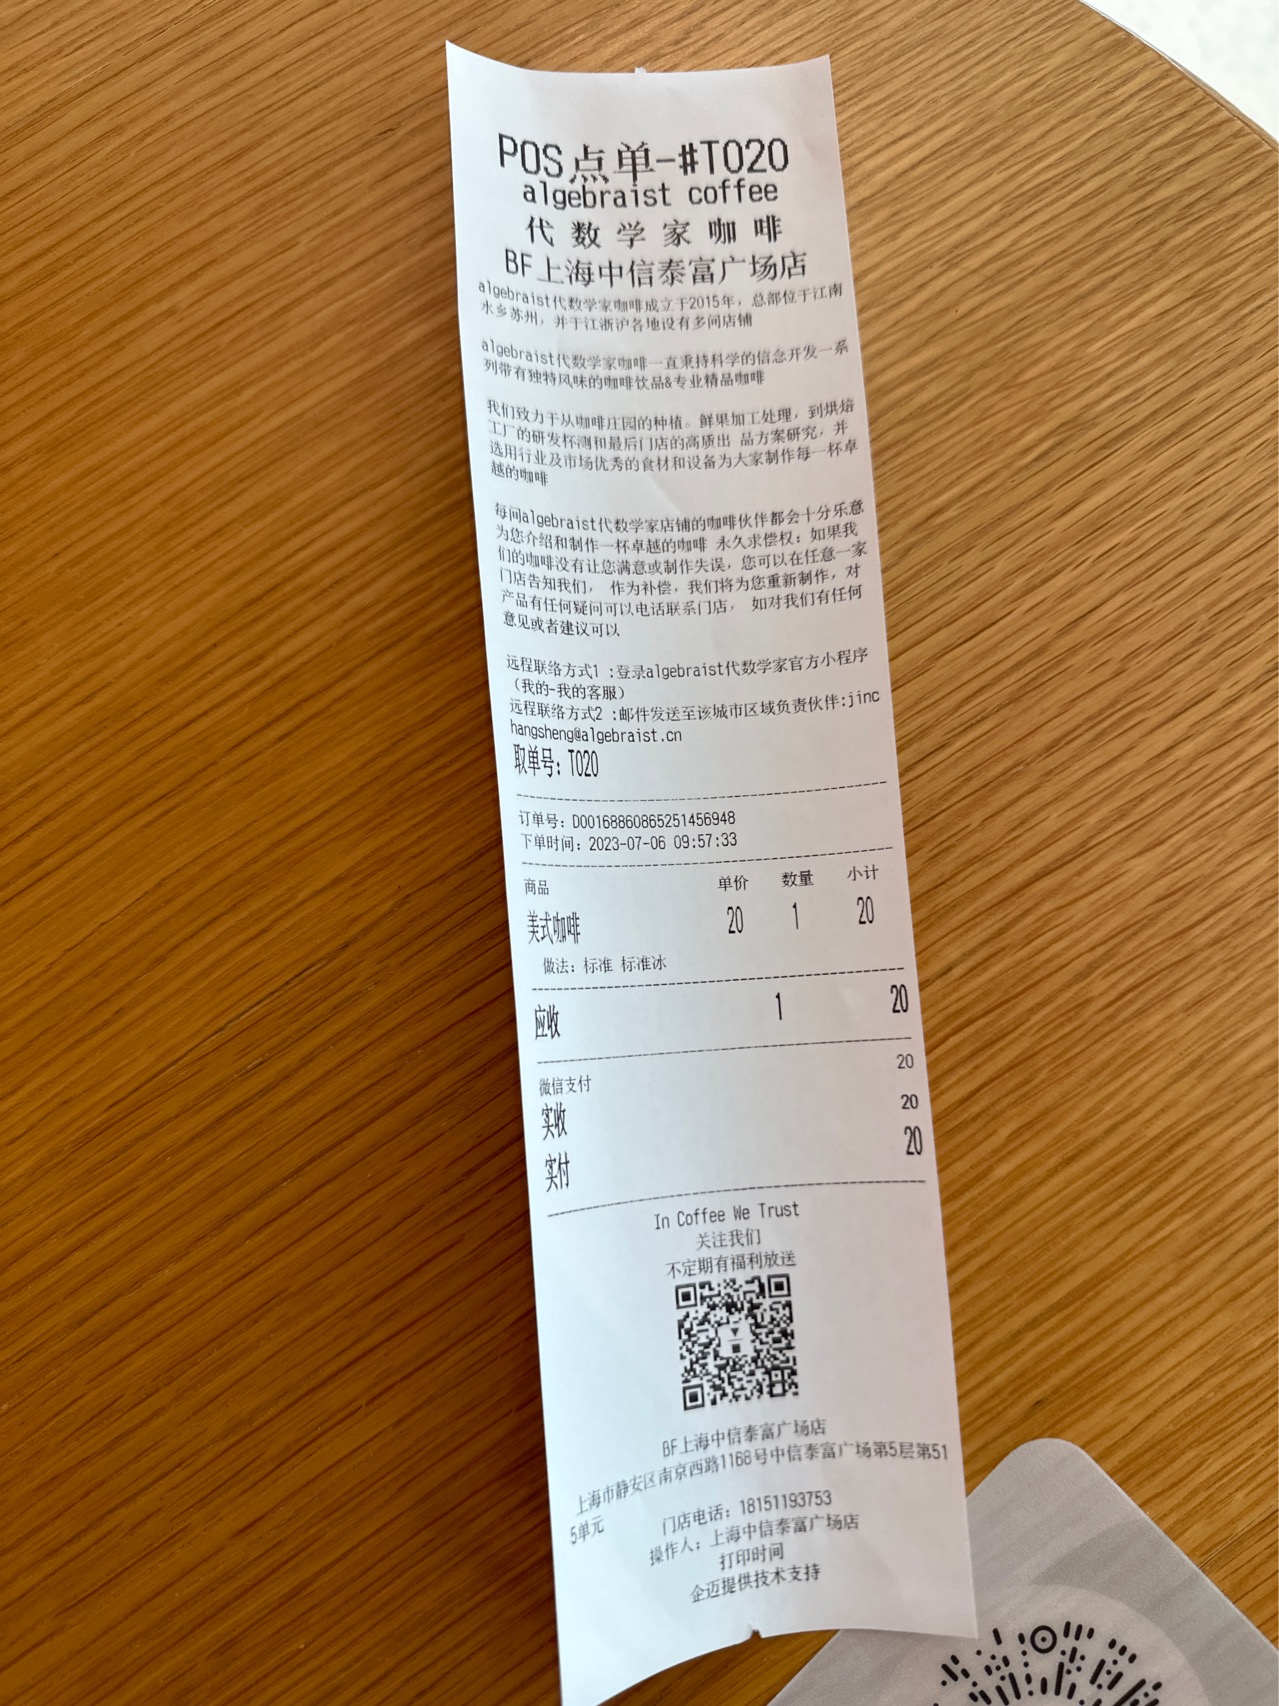 POS点单-#T020
algebraist coffee
代数学家咖啡
BF上海中信泰富广场店
algebraist代数学家咖啡成立于2015年，总部位于江南
水乡苏州，并于江浙沪各地设有多间店铺
algebraist代数学家咖啡一直秉持科学的信念开发一系
列带有独特风味的咖啡饮品&专业精品咖啡
我们致力于从咖啡庄园的种植。鲜果加工处理，到烘焙
工厂的研发杯测和最后门店的高质出 品方案研究，并
选用行业及市场优秀的食材和设备为大家制作每一杯卓
越的咖啡
每间algebraist代数学家店铺的咖啡伙伴都会十分乐意
为您介绍和制作一杯卓越的咖啡 永久求偿权：如果我
们的咖啡没有让您满意或制作失误，您可以在任意一家
门店告知我们， 作为补偿，我们将为您重新制作，对
产品有任何疑问可以电话联系门店， 如对我们有任何
意见或者建议可以
远程联络方式1 :登录algebraist代数学家官方小程序
（我的-我的客服）
远程联络方式2 :邮件发送至该城市区域负责伙伴:jinc
hangsheng@algebraist.cn
取单号: T020
订单号: D00168860865251456948
下单时间: 2023-07-06 09:57:33
商品 单价 数量 小计
美式咖啡 20 1 20
做法: 标准 标准冰
应收 1 20
微信支付 20
实收 20
实付 20
In Coffee We Trust
关注我们
不定期有福利放送
BF上海中信泰富广场店
上海市静安区南京西路1168号中信泰富广场第5层第51
5单元
门店电话: 18151193753
操作人: 上海中信泰富广场店
打印时间
企迈提供技术支持